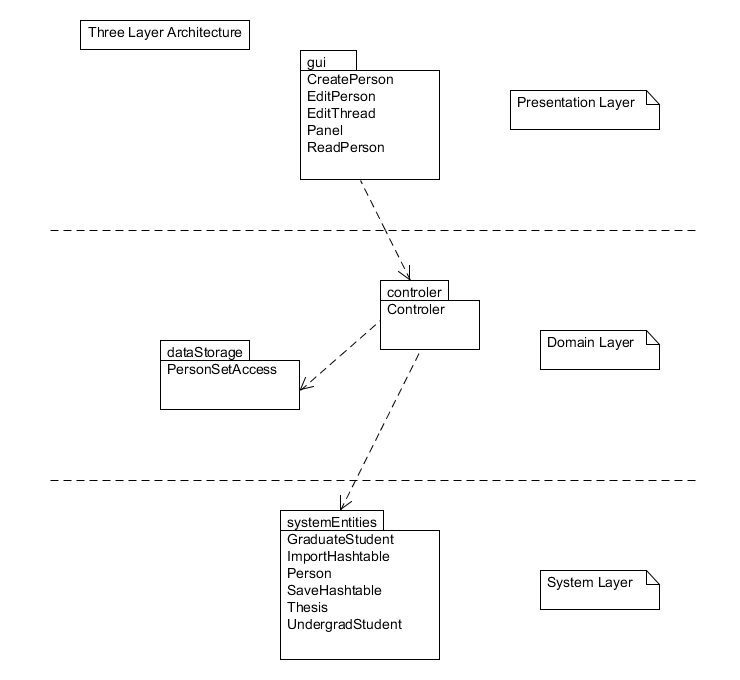 Three Layer Architecture
gui
CreatePerson
EditPerson
EditThread
Panel
ReadPerson
Presentation Layer
controler
Controler
dataStorage
PersonSetAccess
Domain Layer
systemEntities
GraduateStudent
ImportHashtable
Person
SaveHashtable
Thesis
UndergradStudent
System Layer